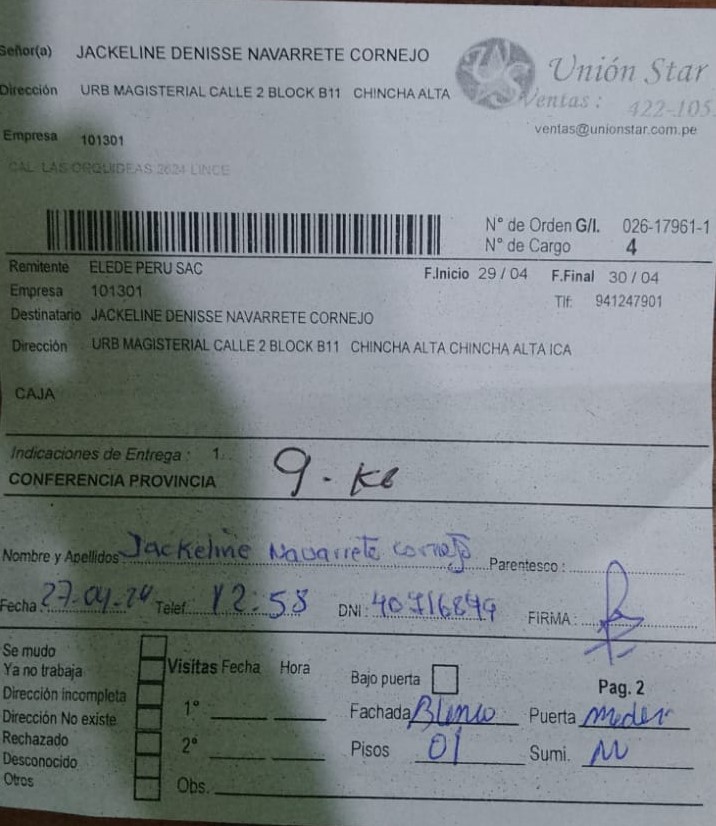 Señor(a) JACKELINE DENISSE NAVARRETE CORNEJO
Unión Star
Dirección URB MAGISTERIAL CALLE 2 BLOCK B11 CHINCHA ALTA
Ventas : 422-105
ventas@unionstar.com.pe
Empresa 101301
CAL. LAS ORQUIDEAS 2624 LINCE
N° de Orden G/I. 026-17961-1
N° de Cargo 4
Remitente ELEDE PERU SAC
F.Inicio 29 / 04 F.Final 30 / 04
Empresa 101301
Tlf: 941247901
Destinatario JACKELINE DENISSE NAVARRETE CORNEJO
Dirección URB MAGISTERIAL CALLE 2 BLOCK B11 CHINCHA ALTA CHINCHA ALTA ICA
CAJA
Indicaciones de Entrega : 1
9 - KG
CONFERENCIA PROVINCIA
Nombre y Apellidos: Jackeline Navarrete cornejo Parentesco :
Fecha : 27-04-24 Telef. 12:58 DNI : 40716849 FIRMA :
Se mudo
Ya no trabaja
Dirección incompleta
Dirección No existe
Rechazado
Desconocido
Otros
Visitas Fecha Hora
1°
2°
Obs.
Bajo puerta
Pag. 2
Fachada Blanco Puerta mader
Pisos 01 Sumi.